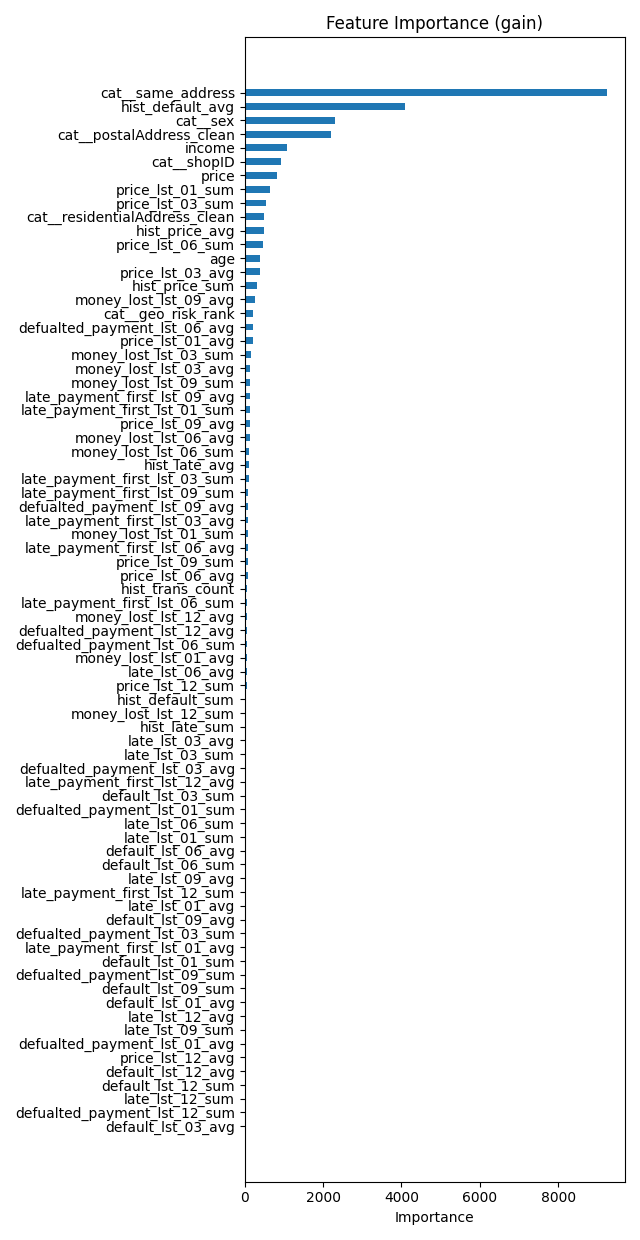 Feature Importance (gain)
cat__same_address
hist_default_avg
cat__sex
cat__postalAddress_clean
income
cat__shopID
price
price_lst_01_sum
price_lst_03_sum
cat__residentialAddress_clean
hist_price_avg
price_lst_06_sum
age
price_lst_03_avg
hist_price_sum
money_lost_lst_09_avg
cat__geo_risk_rank
defualted_payment_lst_06_avg
price_lst_01_avg
money_lost_lst_03_sum
money_lost_lst_03_avg
money_lost_lst_09_sum
late_payment_first_lst_09_avg
late_payment_first_lst_01_sum
price_lst_09_avg
money_lost_lst_06_avg
money_lost_lst_06_sum
hist_late_avg
late_payment_first_lst_03_sum
late_payment_first_lst_09_sum
defualted_payment_lst_09_avg
late_payment_first_lst_03_avg
money_lost_lst_01_sum
late_payment_first_lst_06_avg
price_lst_09_sum
price_lst_06_avg
hist_trans_count
late_payment_first_lst_06_sum
money_lost_lst_12_avg
defualted_payment_lst_12_avg
defualted_payment_lst_06_sum
money_lost_lst_01_avg
late_lst_06_avg
price_lst_12_sum
hist_default_sum
money_lost_lst_12_sum
hist_late_sum
late_lst_03_avg
late_lst_03_sum
defualted_payment_lst_03_avg
late_payment_first_lst_12_avg
default_lst_03_sum
defualted_payment_lst_01_sum
late_lst_06_sum
late_lst_01_sum
default_lst_06_avg
default_lst_06_sum
late_lst_09_avg
late_payment_first_lst_12_sum
late_lst_01_avg
default_lst_09_avg
defualted_payment_lst_03_sum
late_payment_first_lst_01_avg
default_lst_01_sum
defualted_payment_lst_09_sum
default_lst_09_sum
default_lst_01_avg
late_lst_12_avg
late_lst_09_sum
defualted_payment_lst_01_avg
price_lst_12_avg
default_lst_12_avg
default_lst_12_sum
late_lst_12_sum
defualted_payment_lst_12_sum
default_lst_03_avg
0 2000 4000 6000 8000
Importance